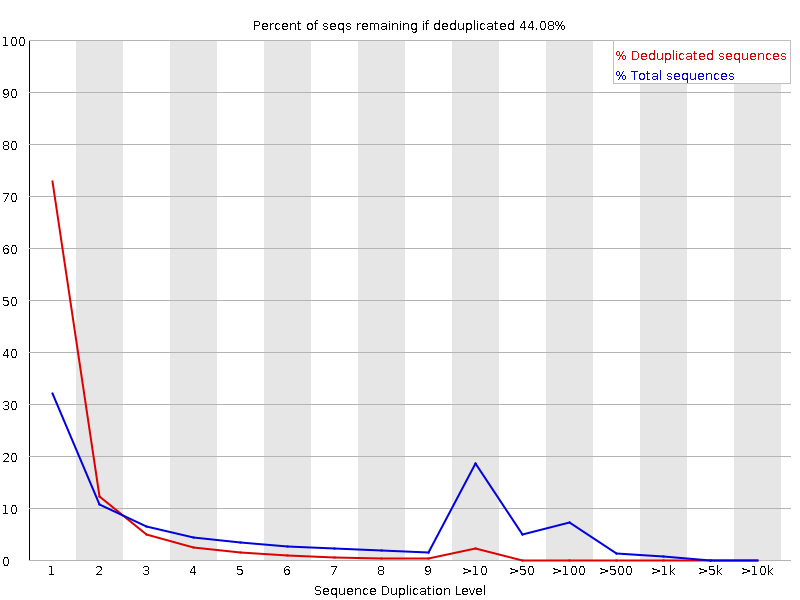 Percent of seqs remaining if deduplicated 44.08%
% Deduplicated sequences
% Total sequences
100
90
80
70
60
50
40
30
20
10
0
1 2 3 4 5 6 7 8 9 >10 >50 >100 >500 >1k >5k >10k
Sequence Duplication Level